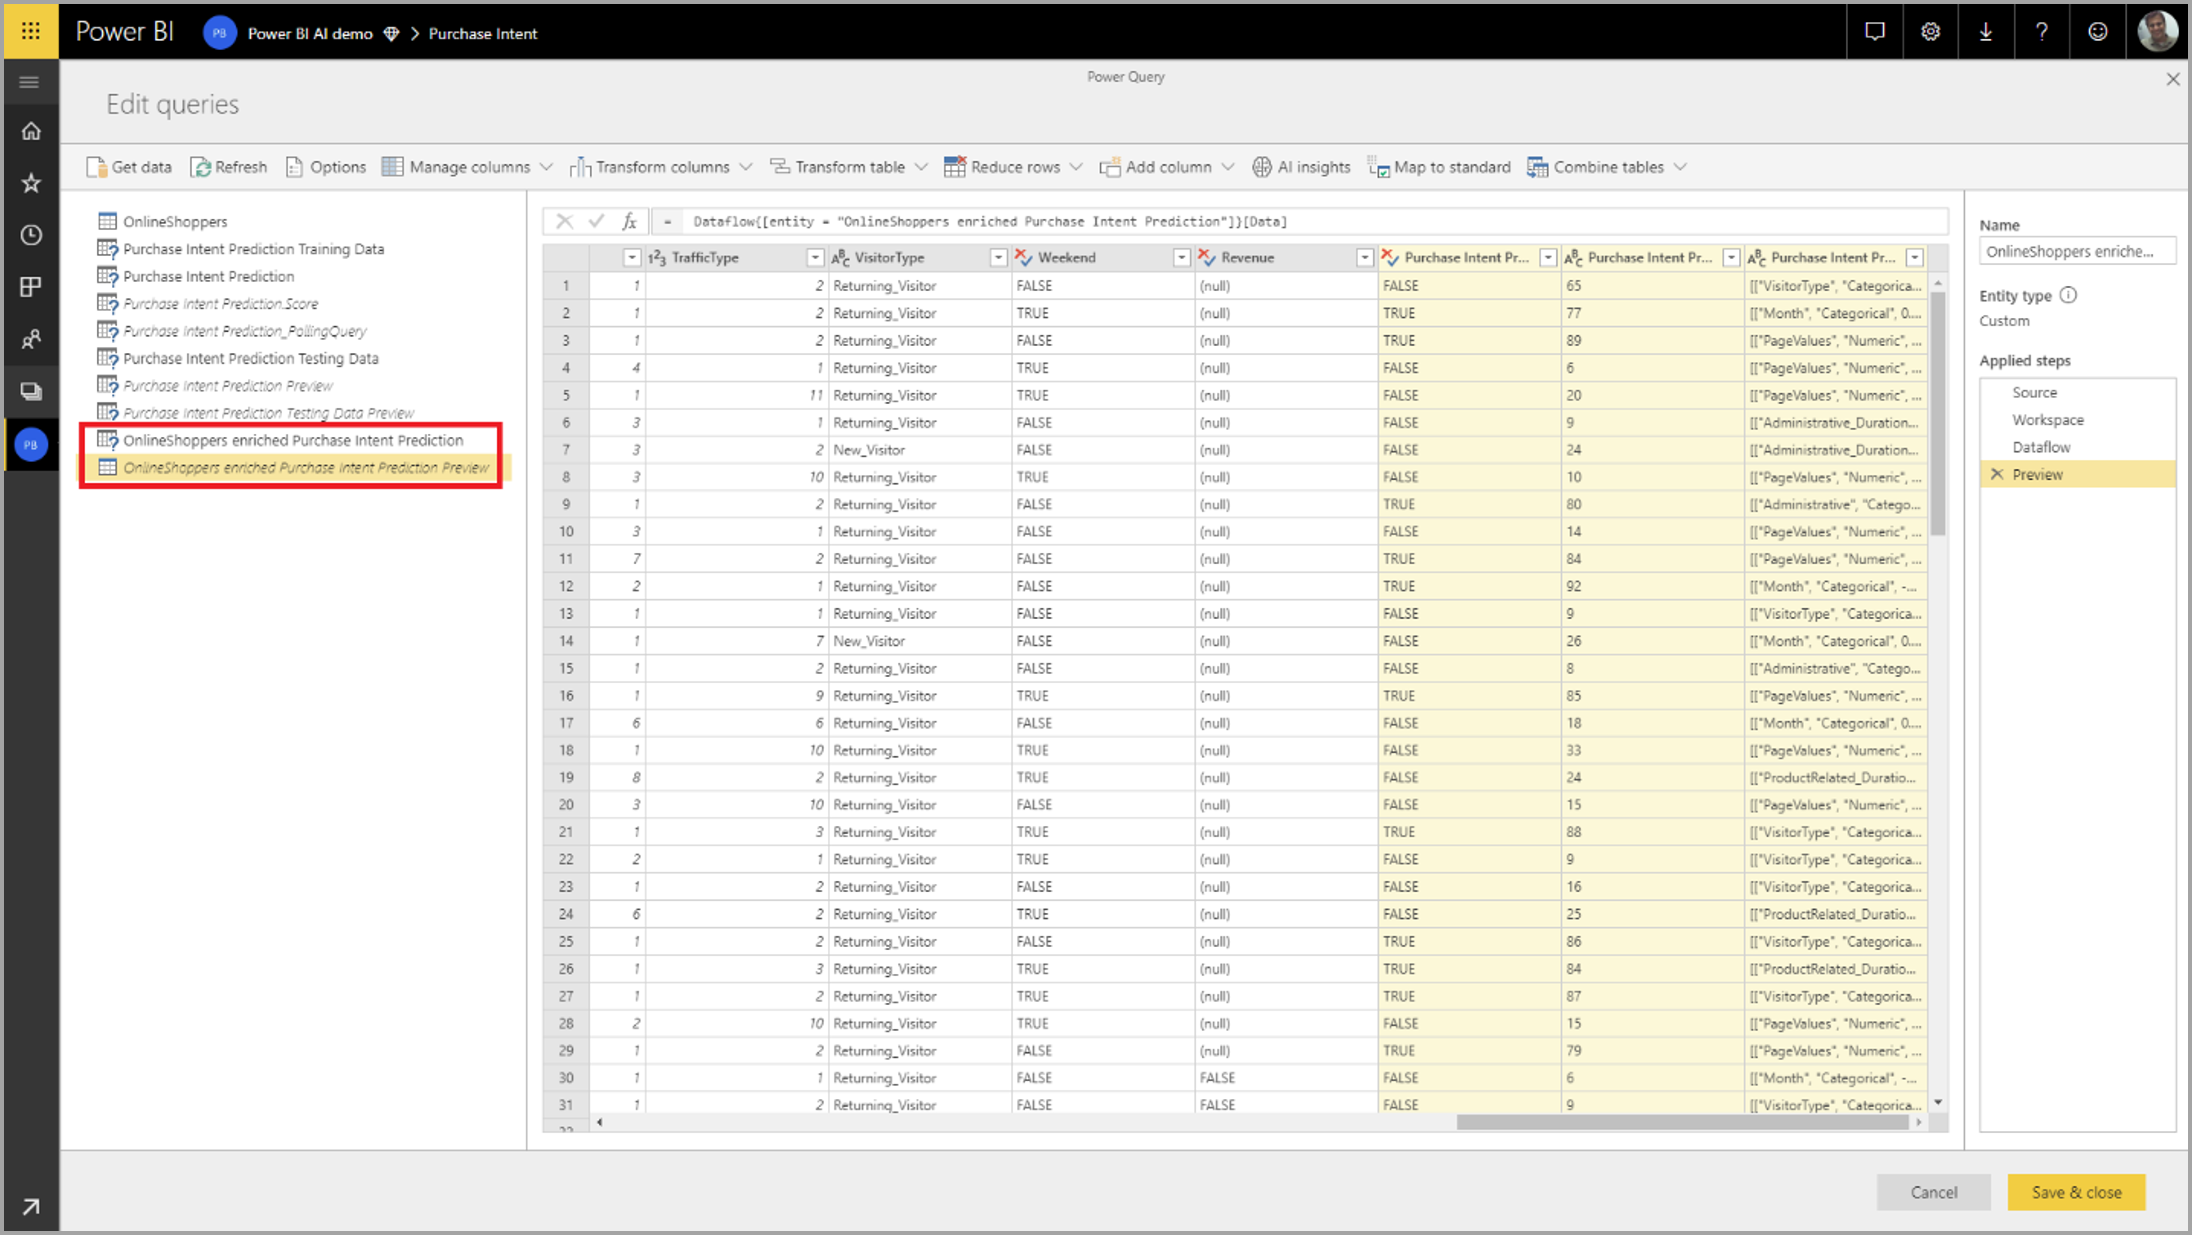 Power BI PB Power BI AI demo Purchase Intent ?
Power Query
Edit queries
Get data Refresh Options Manage columns Transform columns Transform table Reduce rows Add column AI insights Map to standard Combine tables
OnlineShoppers
Purchase Intent Prediction Training Data
Purchase Intent Prediction
Purchase Intent Prediction.Score
Purchase Intent Prediction_PollingQuery
Purchase Intent Prediction Testing Data
Purchase Intent Prediction Preview
Purchase Intent Prediction Testing Data Preview
OnlineShoppers enriched Purchase Intent Prediction
OnlineShoppers enriched Purchase Intent Prediction Preview
PB
fx = Dataflow{[entity = "OnlineShoppers enriched Purchase Intent Prediction"]}[Data]
123 TrafficType ABC VisitorType Weekend Revenue Purchase Intent Pr... ABC Purchase Intent Pr... ABC Purchase Intent Pr...
1 1 2 Returning_Visitor FALSE (null) FALSE 65 [["VisitorType", "Categorica...
2 1 2 Returning_Visitor TRUE (null) TRUE 77 [["Month", "Categorical", 0....
3 1 2 Returning_Visitor FALSE (null) TRUE 89 [["PageValues", "Numeric", ...
4 4 1 Returning_Visitor TRUE (null) FALSE 6 [["PageValues", "Numeric", ...
5 1 11 Returning_Visitor TRUE (null) FALSE 20 [["PageValues", "Numeric", ...
6 3 1 Returning_Visitor FALSE (null) FALSE 9 [["Administrative_Duration...
7 3 2 New_Visitor FALSE (null) FALSE 24 [["Administrative_Duration...
8 3 10 Returning_Visitor TRUE (null) FALSE 10 [["PageValues", "Numeric", ...
9 1 2 Returning_Visitor FALSE (null) TRUE 80 [["Administrative", "Catego...
10 3 1 Returning_Visitor FALSE (null) FALSE 14 [["PageValues", "Numeric", ...
11 7 2 Returning_Visitor FALSE (null) TRUE 84 [["PageValues", "Numeric", ...
12 2 1 Returning_Visitor FALSE (null) TRUE 92 [["Month", "Categorical", -...
13 1 1 Returning_Visitor FALSE (null) FALSE 9 [["VisitorType", "Categorica...
14 1 7 New_Visitor FALSE (null) FALSE 26 [["Month", "Categorical", 0....
15 1 2 Returning_Visitor FALSE (null) FALSE 8 [["Administrative", "Catego...
16 1 9 Returning_Visitor TRUE (null) TRUE 85 [["PageValues", "Numeric", ...
17 6 6 Returning_Visitor FALSE (null) FALSE 18 [["Month", "Categorical", 0....
18 1 10 Returning_Visitor TRUE (null) FALSE 33 [["PageValues", "Numeric", ...
19 8 2 Returning_Visitor TRUE (null) FALSE 24 [["ProductRelated_Duratio...
20 3 10 Returning_Visitor FALSE (null) FALSE 15 [["PageValues", "Numeric", ...
21 1 3 Returning_Visitor TRUE (null) TRUE 88 [["VisitorType", "Categorica...
22 2 1 Returning_Visitor TRUE (null) FALSE 9 [["VisitorType", "Categorica...
23 1 2 Returning_Visitor FALSE (null) FALSE 16 [["VisitorType", "Categorica...
24 6 2 Returning_Visitor TRUE (null) FALSE 25 [["ProductRelated_Duratio...
25 1 2 Returning_Visitor FALSE (null) TRUE 86 [["VisitorType", "Categorica...
26 1 3 Returning_Visitor TRUE (null) TRUE 84 [["ProductRelated_Duratio...
27 1 2 Returning_Visitor TRUE (null) TRUE 87 [["VisitorType", "Categorica...
28 2 10 Returning_Visitor TRUE (null) FALSE 15 [["PageValues", "Numeric", ...
29 1 2 Returning_Visitor FALSE (null) TRUE 79 [["PageValues", "Numeric", ...
30 1 1 Returning_Visitor FALSE FALSE FALSE 6 [["Month", "Categorical", -...
31 1 2 Returning_Visitor FALSE FALSE FALSE 9 [["VisitorType", "Categorica...
Name
OnlineShoppers enriche...
Entity type
Custom
Applied steps
Source
Workspace
Dataflow
Preview
Cancel Save & close